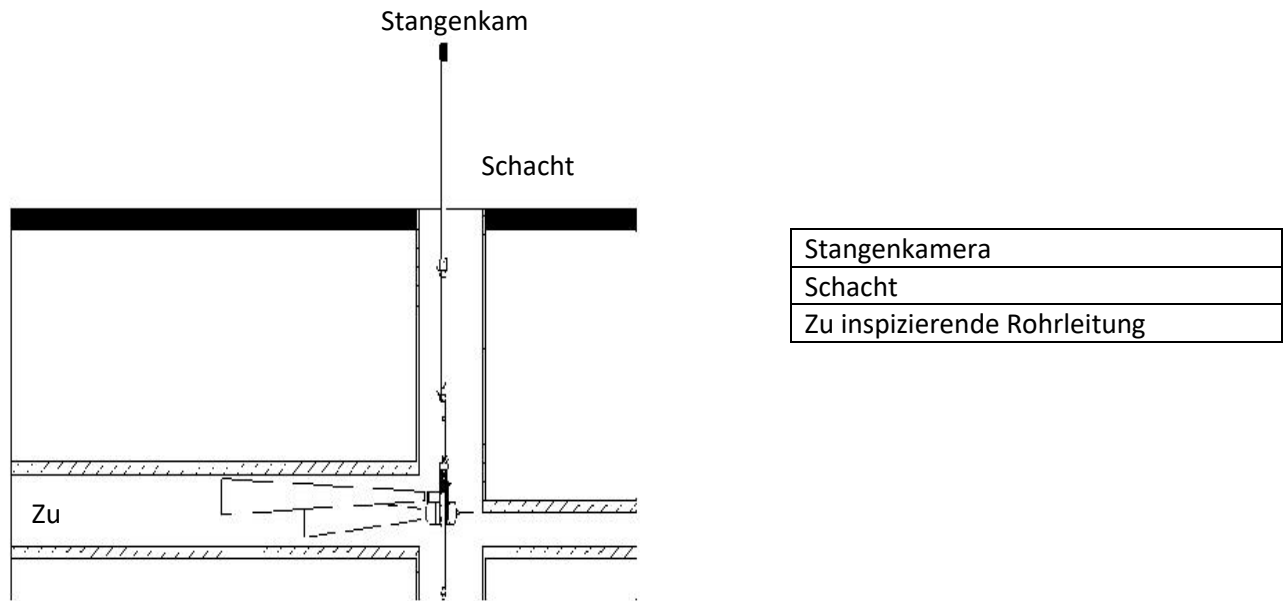 Stangenkam
Schacht
Stangenkamera
Schacht
Zu inspizierende Rohrleitung
Zu